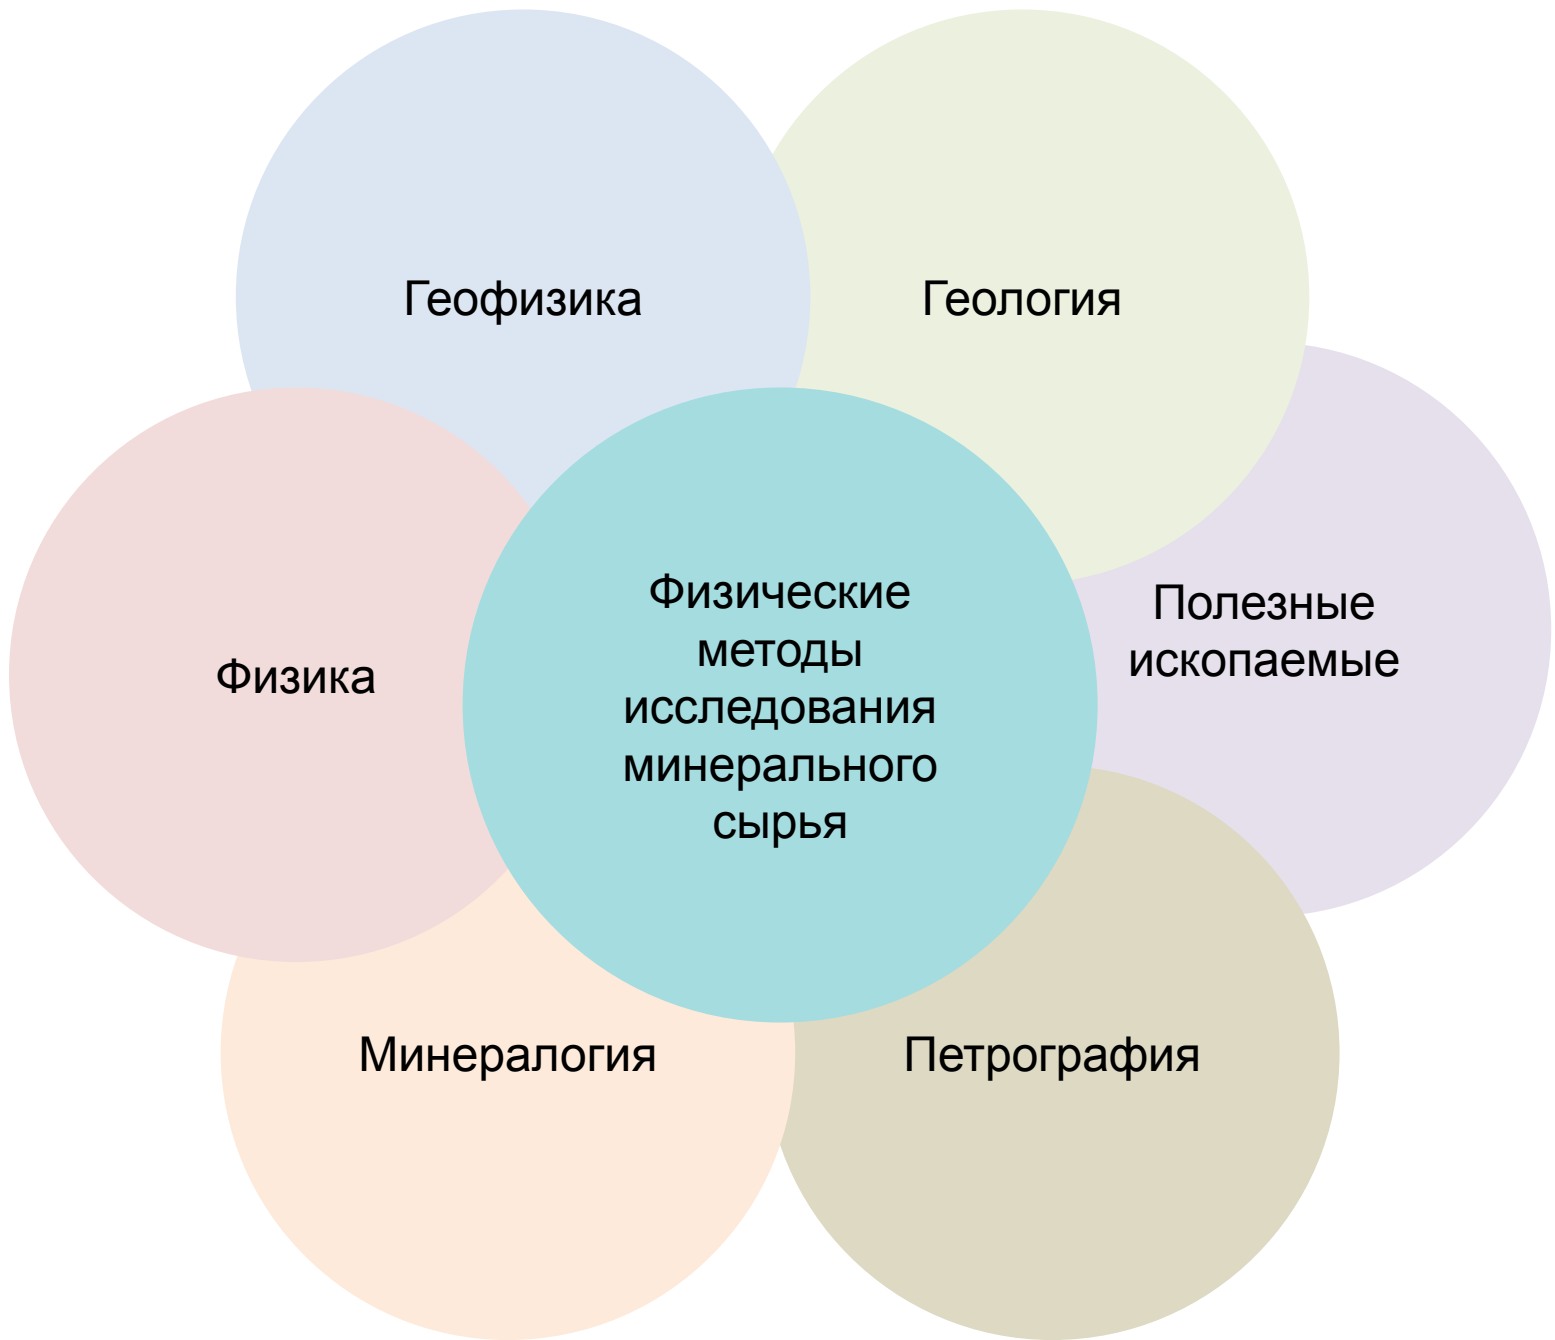 Геофизика
Геология
Физические
методы
исследования
минерального
сырья
Полезные
ископаемые
Физика
Минералогия
Петрография